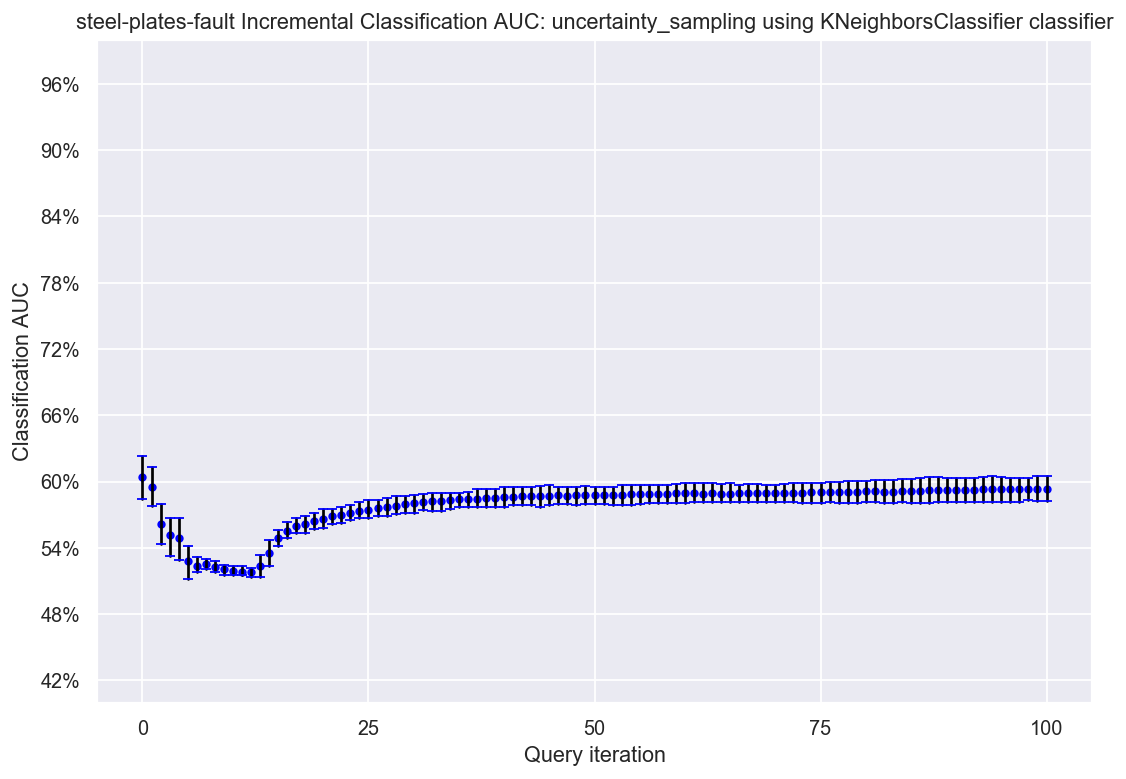 steel-plates-fault Incremental Classification AUC: uncertainty_sampling using KNeighborsClassifier classifier
96%
90%
84%
78%
72%
66%
60%
54%
48%
42%
Classification AUC
0 25 50 75 100
Query iteration